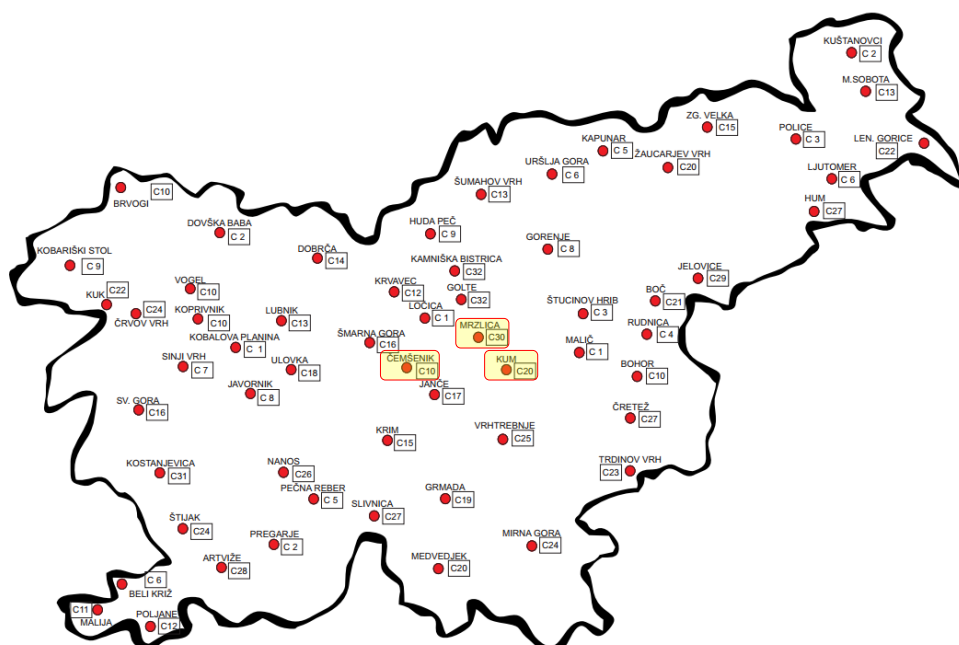 KUŠTANOVCI
C 2
M.SOBOTA
C13
ZG. VELKA
C15
POLICE
C 3
LEN. GORICE
C22
KAPUNAR
C 5
ŽAUCARJEV VRH
C20
URŠLJA GORA
C 6
LJUTOMER
C 6
ŠUMAHOV VRH
C13
BRVOGI
C10
HUM
C27
DOVŠKA BABA
C 2
HUDA PEČ
C 9
GORENJE
C 8
DOBRČA
C14
KOBARIŠKI STOL
C 9
KAMNIŠKA BISTRICA
C32
JELOVICE
C29
VOGEL
C10
KRVAVEC
C12
GOLTE
C32
BOČ
C21
KUK
C22
ČRVOV VRH
C24
KOPRIVNIK
C10
LUBNIK
C13
LOČICA
C 1
ŠTUCINOV HRIB
C 3
RUDNICA
C 4
MRZLICA
C30
KOBALOVA PLANINA
C 1
ŠMARNA GORA
C16
MALIČ
C 1
SINJI VRH
C 7
ULOVKA
C18
ČEMŠENIK
C10
KUM
C20
BOHOR
C10
JAVORNIK
C 8
JANČE
C17
SV. GORA
C16
ČRETEŽ
C27
KRIM
C15
VRHTREBNJE
C25
KOSTANJEVICA
C31
NANOS
C26
TRDINOV VRH
C23
PEČNA REBER
C 5
GRMADA
C19
SLIVNICA
C27
ŠTIJAK
C24
PREGARJE
C 2
MIRNA GORA
C24
ARTVIŽE
C28
MEDVEDJEK
C20
C 6
BELI KRIŽ
C11
MALIJA
POLJANE
C12